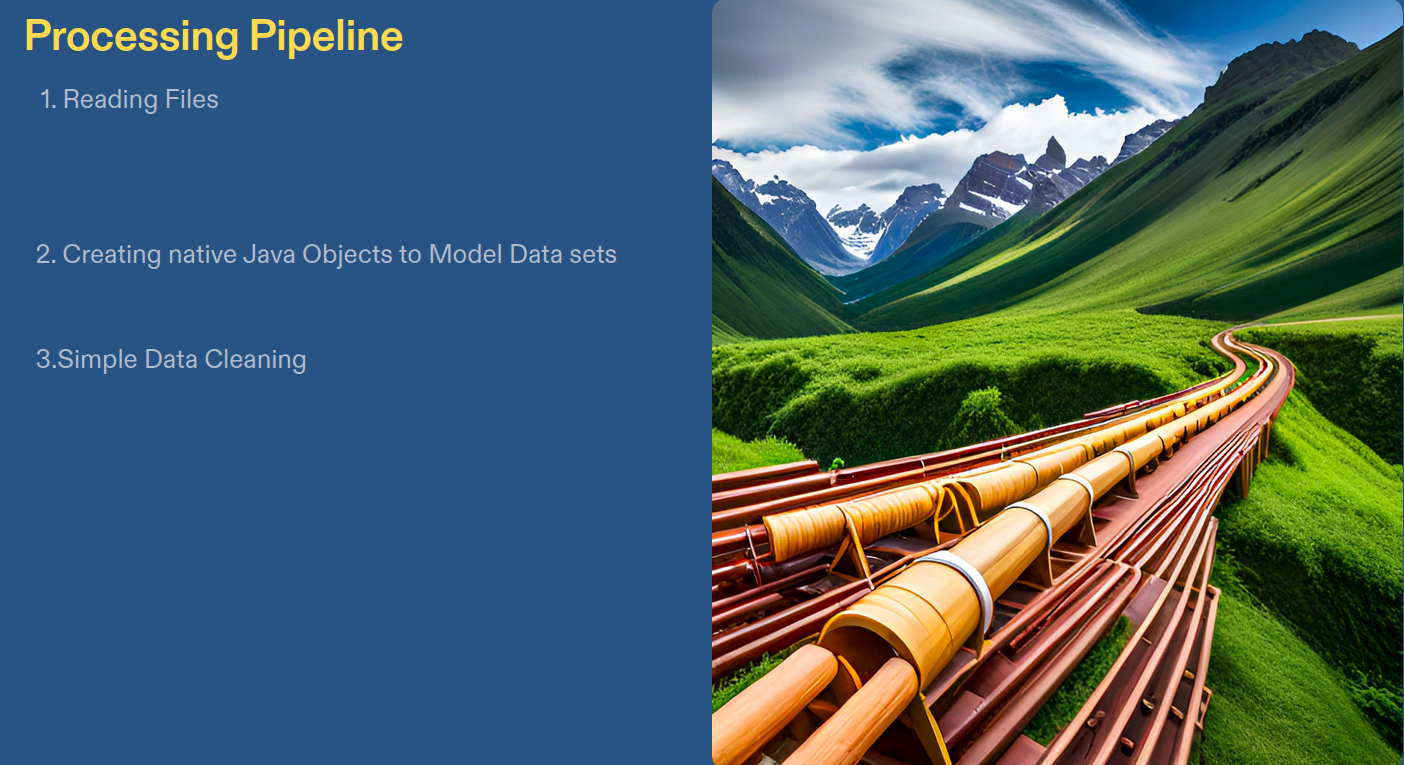 Processing Pipeline
1. Reading Files
2. Creating native Java Objects to Model Data sets
3.Simple Data Cleaning